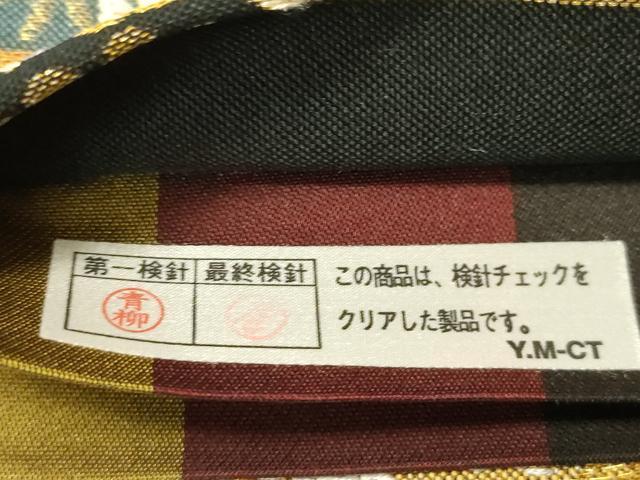 第一検針 最終検針
青柳
この商品は、検針チェックを
クリアした製品です。
Y.M-CT